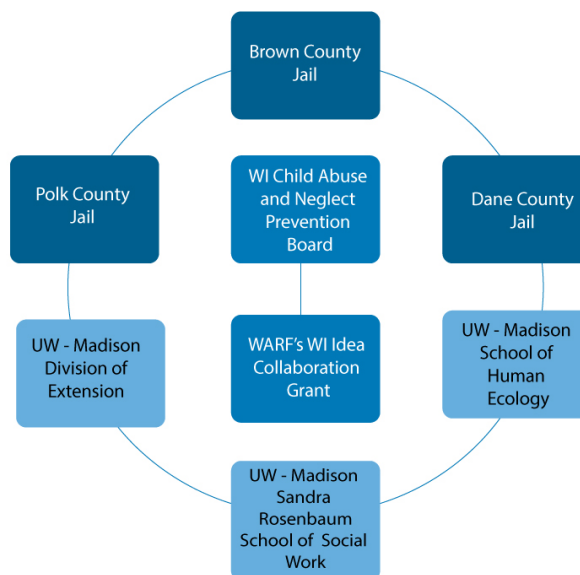 Brown County
Jail
Polk County
Jail
WI Child Abuse
and Neglect
Prevention
Board
Dane County
Jail
UW - Madison
Division of
Extension
WARF's WI Idea
Collaboration
Grant
UW - Madison
School of
Human
Ecology
UW - Madison
Sandra
Rosenbaum
School of Social
Work